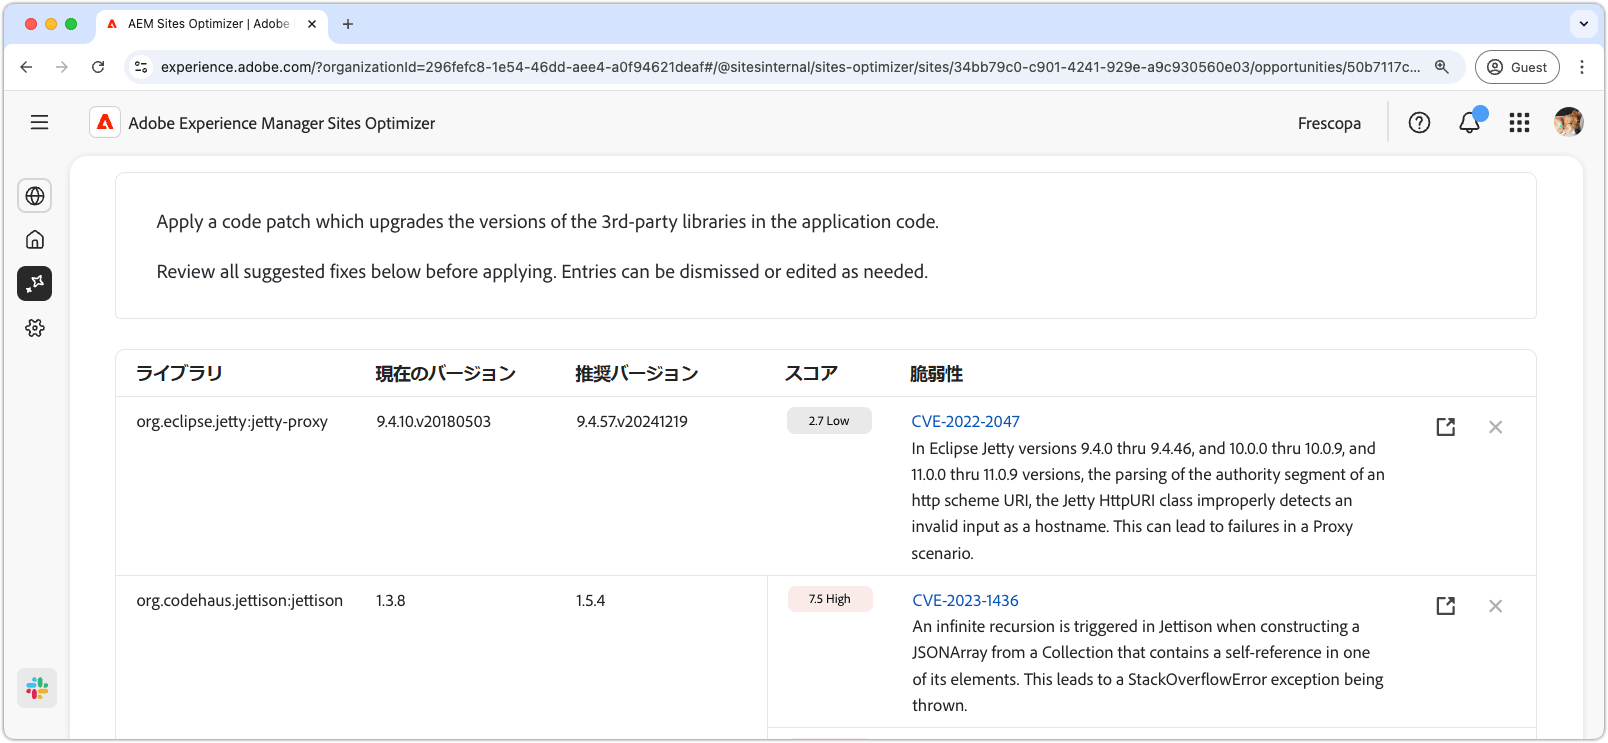 AEM Sites Optimizer | Adobe
experience.adobe.com/?organizationId=296fefc8-1e54-46dd-aee4-a0f94621deaf#/@sitesinternal/sites-optimizer/sites/34bb79c0-c901-4241-929e-a9c930560e03/opportunities/50b7117c...
Guest
Adobe Experience Manager Sites Optimizer
Frescopa
Apply a code patch which upgrades the versions of the 3rd-party libraries in the application code.
Review all suggested fixes below before applying. Entries can be dismissed or edited as needed.
ライブラリ 現在のバージョン 推奨バージョン スコア 脆弱性
org.eclipse.jetty:jetty-proxy 9.4.10.v20180503 9.4.57.v20241219 2.7 Low CVE-2022-2047
In Eclipse Jetty versions 9.4.0 thru 9.4.46, and 10.0.0 thru 10.0.9, and
11.0.0 thru 11.0.9 versions, the parsing of the authority segment of an
http scheme URI, the Jetty HttpURI class improperly detects an
invalid input as a hostname. This can lead to failures in a Proxy
scenario.
org.codehaus.jettison:jettison 1.3.8 1.5.4 7.5 High CVE-2023-1436
An infinite recursion is triggered in Jettison when constructing a
JSONArray from a Collection that contains a self-reference in one
of its elements. This leads to a StackOverflowError exception being
thrown.